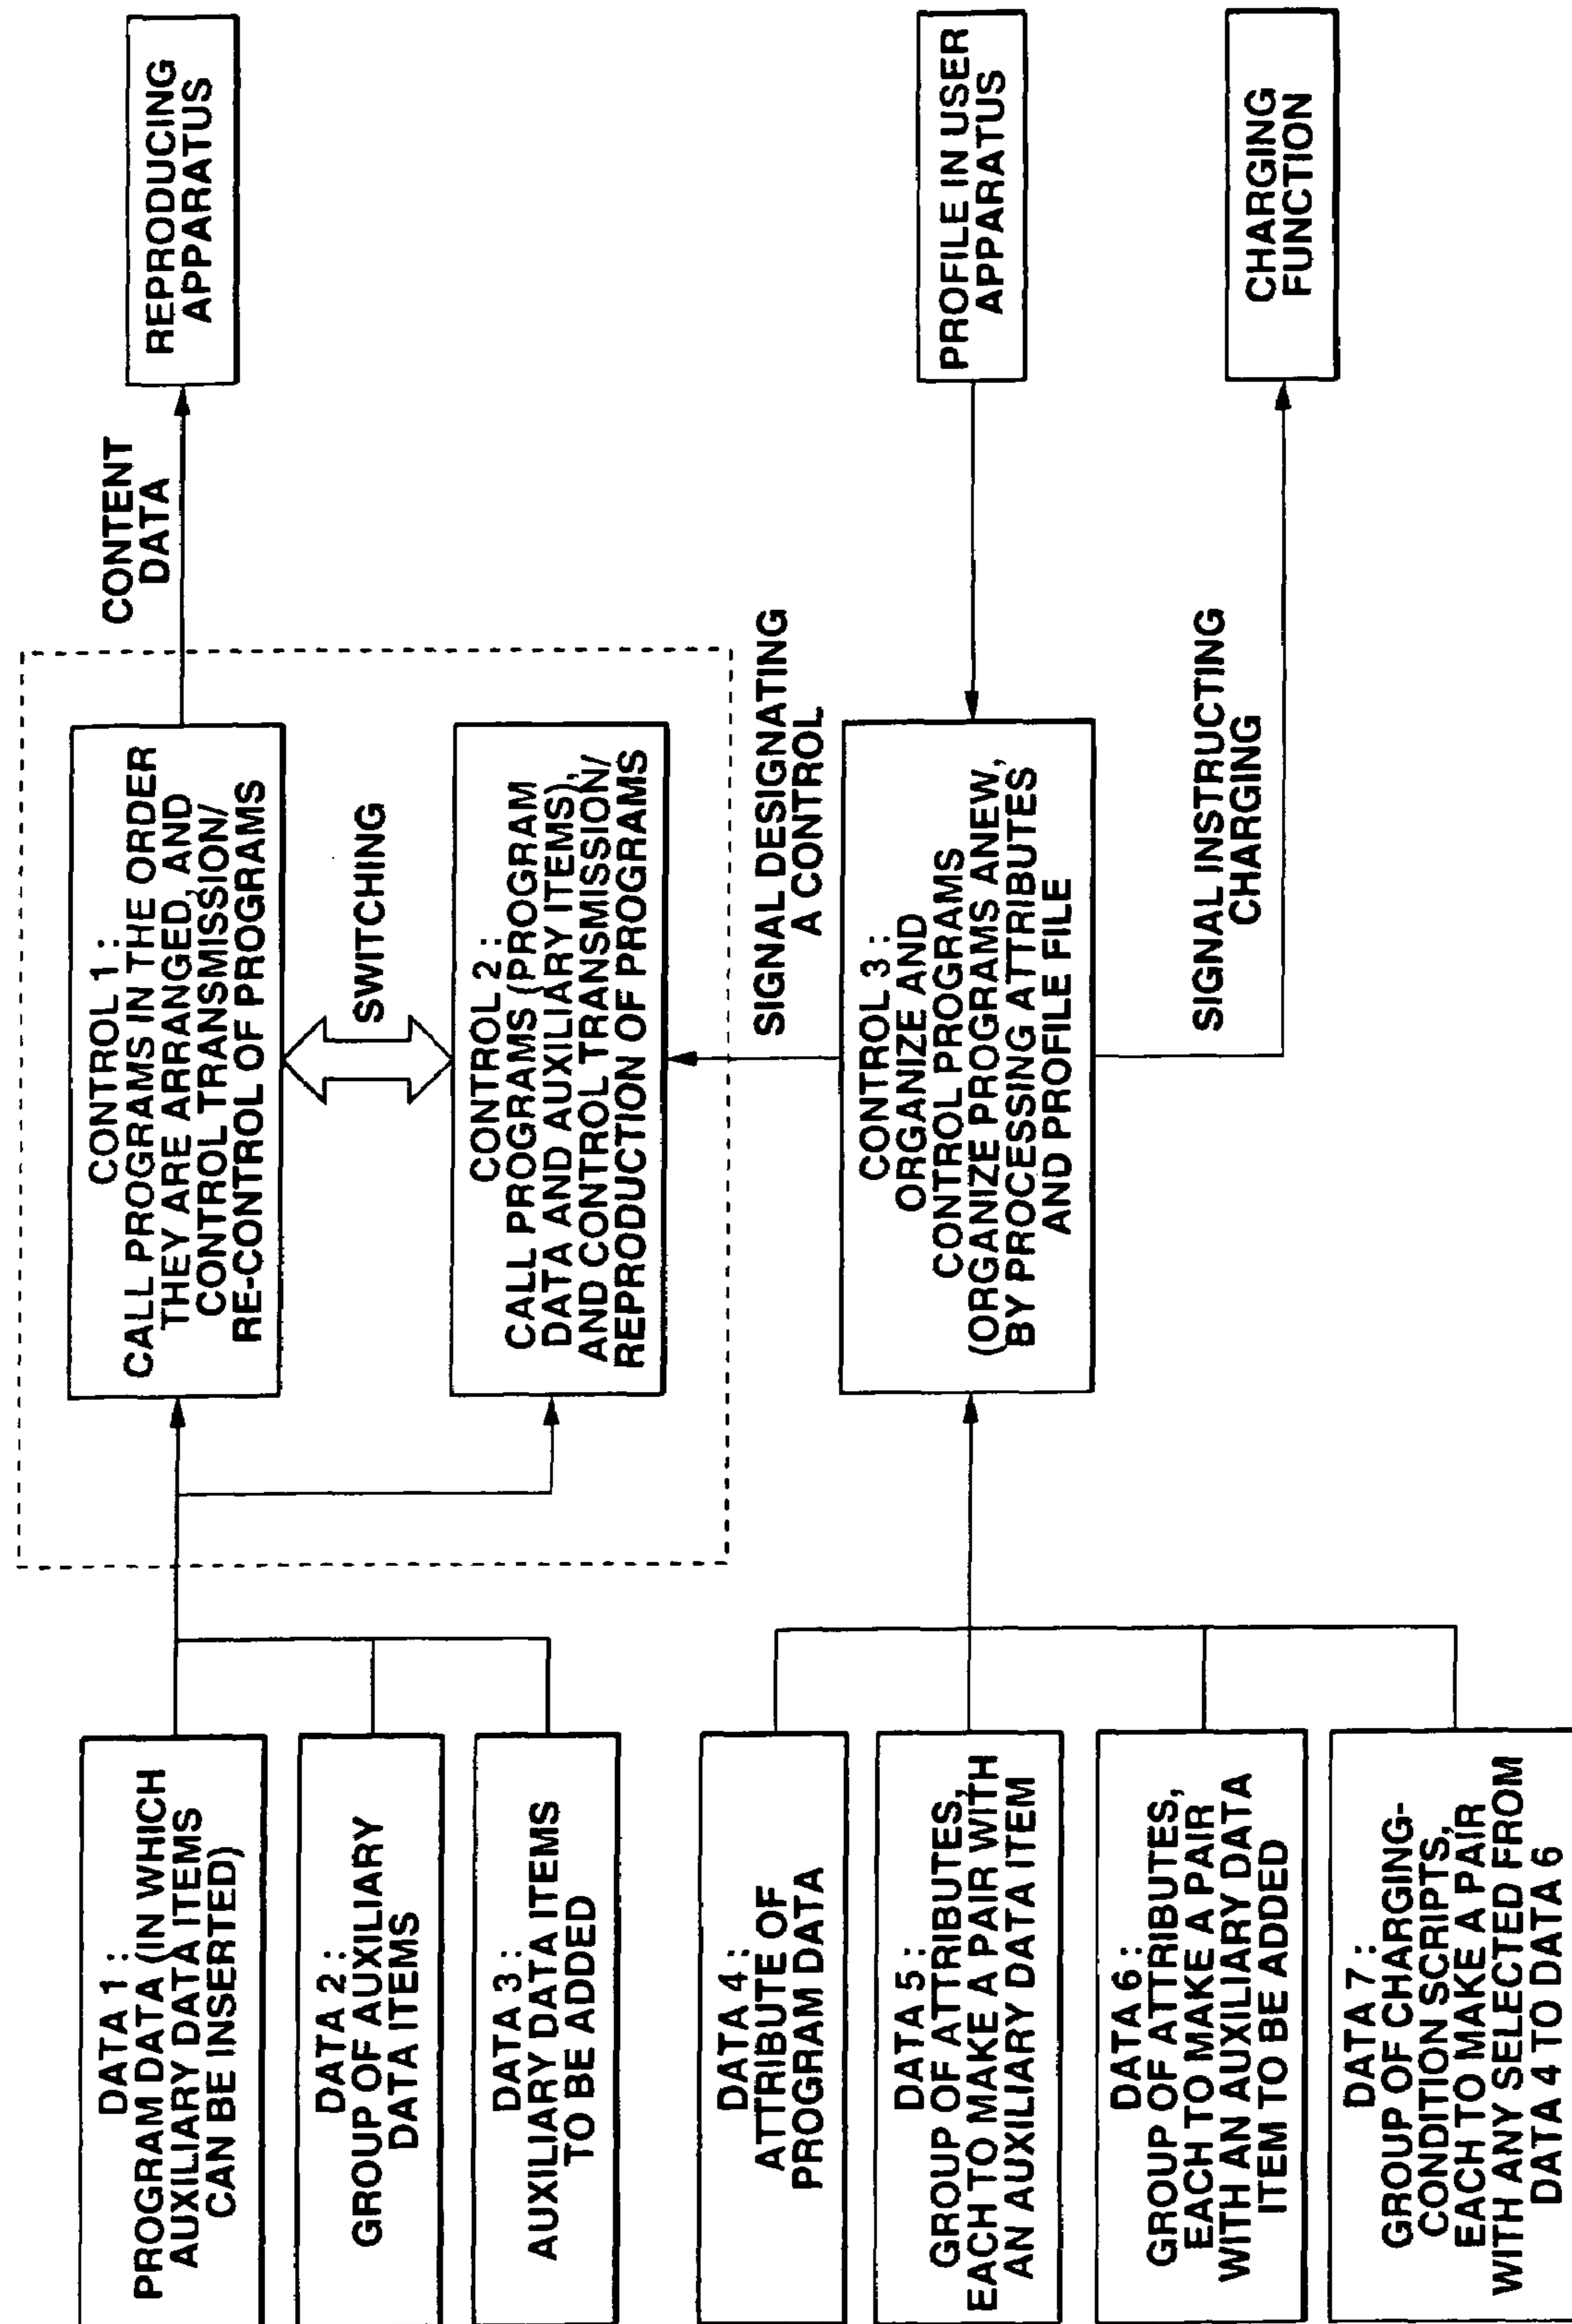 DATA 1 :
PROGRAM DATA (IN WHICH
AUXILIARY DATA ITEMS
CAN BE INSERTED)
DATA 2 :
GROUP OF AUXILIARY
DATA ITEMS
DATA 3 :
AUXILIARY DATA ITEMS
TO BE ADDED
DATA 4 :
ATTRIBUTE OF
PROGRAM DATA
DATA 5 :
GROUP OF ATTRIBUTES,
EACH TO MAKE A PAIR WITH
AN AUXILIARY DATA ITEM
DATA 6 :
GROUP OF ATTRIBUTES,
EACH TO MAKE A PAIR
WITH AN AUXILIARY DATA
ITEM TO BE ADDED
DATA 7 :
GROUP OF CHARGING-
CONDITION SCRIPTS,
EACH TO MAKE A PAIR
WITH ANY SELECTED FROM
DATA 4 TO DATA 6
CONTROL 1 :
CALL PROGRAMS IN THE ORDER
THEY ARE ARRANGED, AND
CONTROL TRANSMISSION/
RE-CONTROL OF PROGRAMS
SWITCHING
CONTROL 2 :
CALL PROGRAMS (PROGRAM
DATA AND AUXILIARY ITEMS),
AND CONTROL TRANSMISSION/
REPRODUCTION OF PROGRAMS
SIGNAL DESIGNATING
A CONTROL
CONTROL 3 :
ORGANIZE AND
CONTROL PROGRAMS
(ORGANIZE PROGRAMS ANEW,
BY PROCESSING ATTRIBUTES
AND PROFILE FILE
SIGNAL INSTRUCTING
CHARGING
CONTENT
DATA
REPRODUCING
APPARATUS
PROFILE IN USER
APPARATUS
CHARGING
FUNCTION